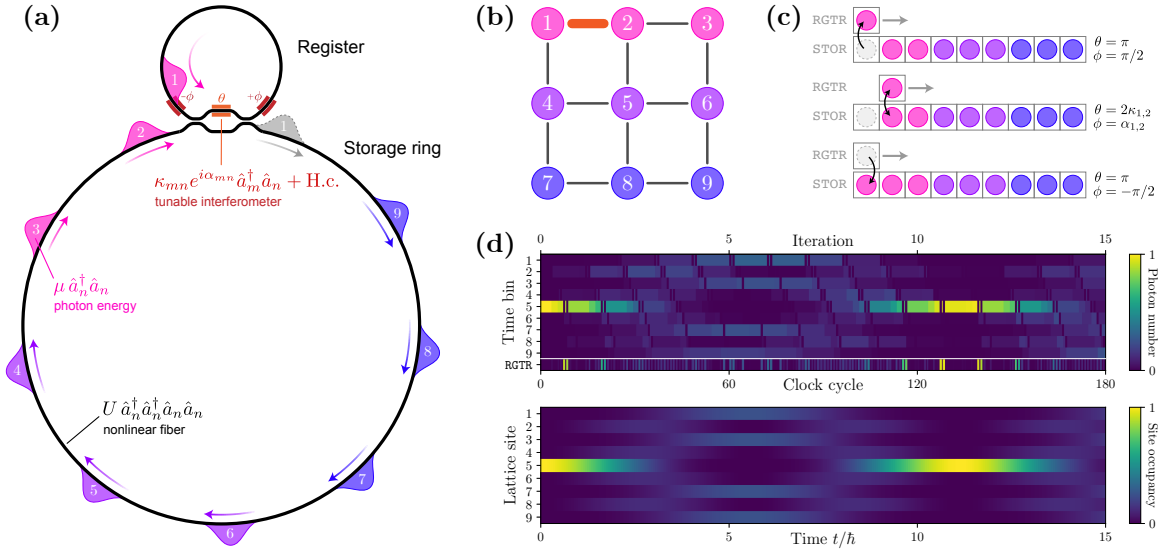 (a)
Register
1
−ϕ
θ
+ϕ
2
1
Storage ring
κ_{mn} e^{iα_{mn}} â†_m â_n + H.c.
tunable interferometer
3
9
μ â†_n â_n
photon energy
4
8
U â†_n â†_n â_n â_n
nonlinear fiber
5
7
6
(b)
1 2 3
4 5 6
7 8 9
(c)
RGTR
STOR
θ = π
ϕ = π/2
RGTR
STOR
θ = 2κ_{1,2}
ϕ = α_{1,2}
RGTR
STOR
θ = π
ϕ = −π/2
(d)
0 5 Iteration 10 15
Time bin
1
2
3
4
5
6
7
8
9
RGTR
0 60 Clock cycle 120 180
1
0
Photon number
Lattice site
1
2
3
4
5
6
7
8
9
0 5 Time t/ℏ 10 15
1
0
Site occupancy